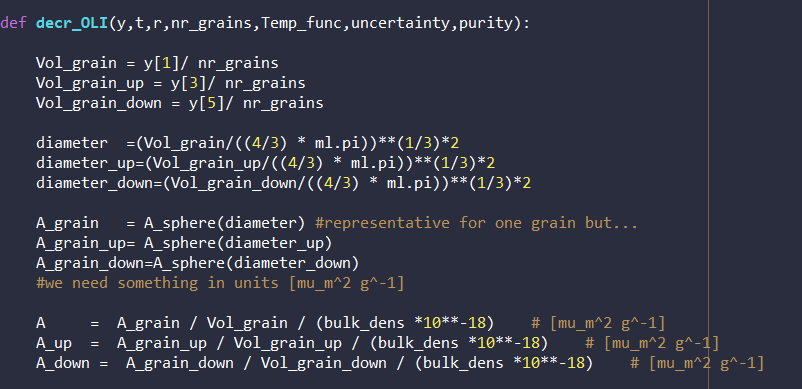 def decr_OLI(y,t,r,nr_grains,Temp_func,uncertainty,purity):
Vol_grain = y[1]/ nr_grains
Vol_grain_up = y[3]/ nr_grains
Vol_grain_down = y[5]/ nr_grains
diameter  =(Vol_grain/((4/3) * ml.pi))**(1/3)*2
diameter_up=(Vol_grain_up/((4/3) * ml.pi))**(1/3)*2
diameter_down=(Vol_grain_down/((4/3) * ml.pi))**(1/3)*2
A_grain   = A_sphere(diameter) #representative for one grain but...
A_grain_up= A_sphere(diameter_up)
A_grain_down=A_sphere(diameter_down)
#we need something in units [mu_m^2 g^-1]
A     =  A_grain / Vol_grain / (bulk_dens *10**-18)    # [mu_m^2 g^-1]
A_up  =  A_grain_up / Vol_grain_up / (bulk_dens *10**-18)    # [mu_m^2 g^-1]
A_down =  A_grain_down / Vol_grain_down / (bulk_dens *10**-18)    # [mu_m^2 g^-1]